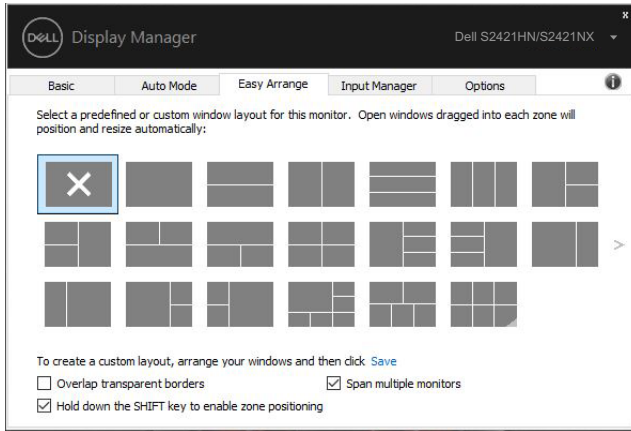 x
DELL Display Manager Dell S2421HN/S2421NX
Basic Auto Mode Easy Arrange Input Manager Options
Select a predefined or custom window layout for this monitor. Open windows dragged into each zone will
position and resize automatically:
To create a custom layout, arrange your windows and then click Save
Overlap transparent borders Span multiple monitors
Hold down the SHIFT key to enable zone positioning